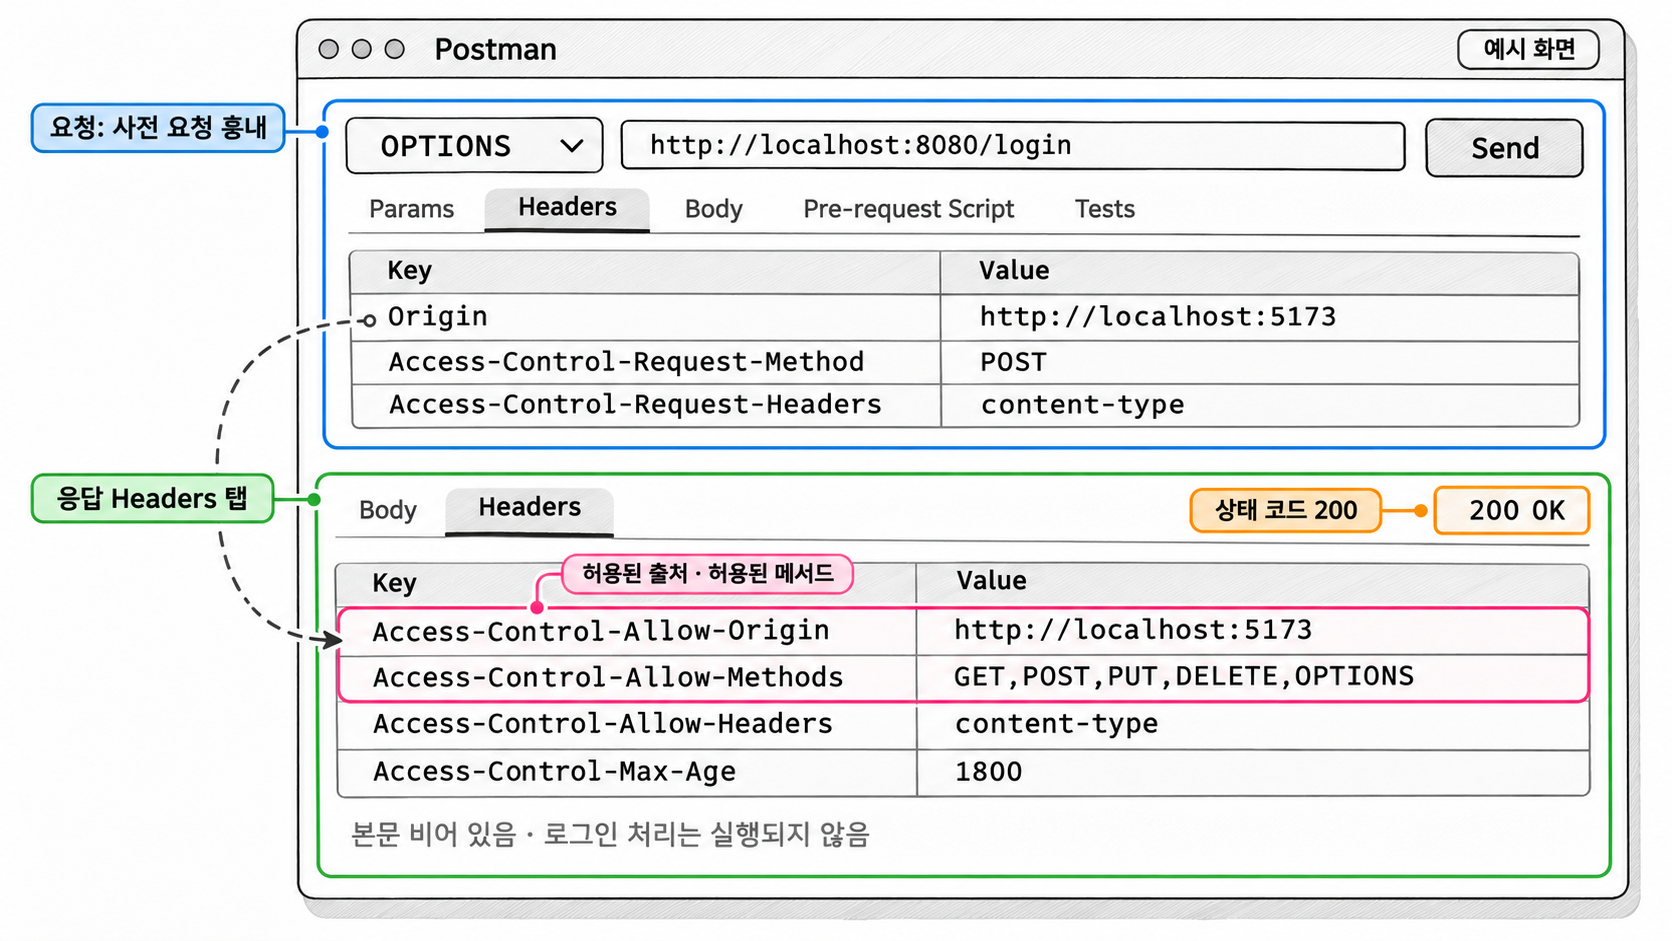 Postman
예시 화면
요청: 사전 요청 흉내
OPTIONS
http://localhost:8080/login
Send
Params Headers Body Pre-request Script Tests
Key Value
Origin http://localhost:5173
Access-Control-Request-Method POST
Access-Control-Request-Headers content-type
응답 Headers 탭
Body Headers
상태 코드 200
200 OK
허용된 출처 · 허용된 메서드
Key Value
Access-Control-Allow-Origin http://localhost:5173
Access-Control-Allow-Methods GET,POST,PUT,DELETE,OPTIONS
Access-Control-Allow-Headers content-type
Access-Control-Max-Age 1800
본문 비어 있음 · 로그인 처리는 실행되지 않음